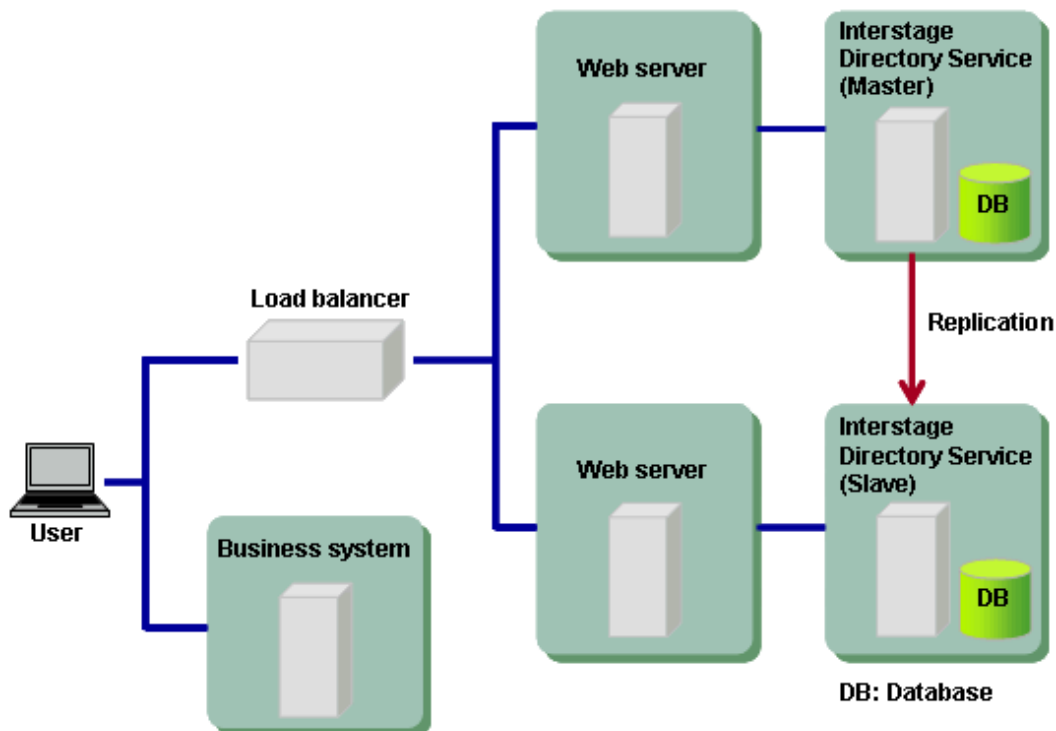 Interstage
Directory Service
(Master)
Web server
DB
Load balancer
Replication
Interstage
Directory Service
(Slave)
Web server
User
Business system
DB
DB: Database